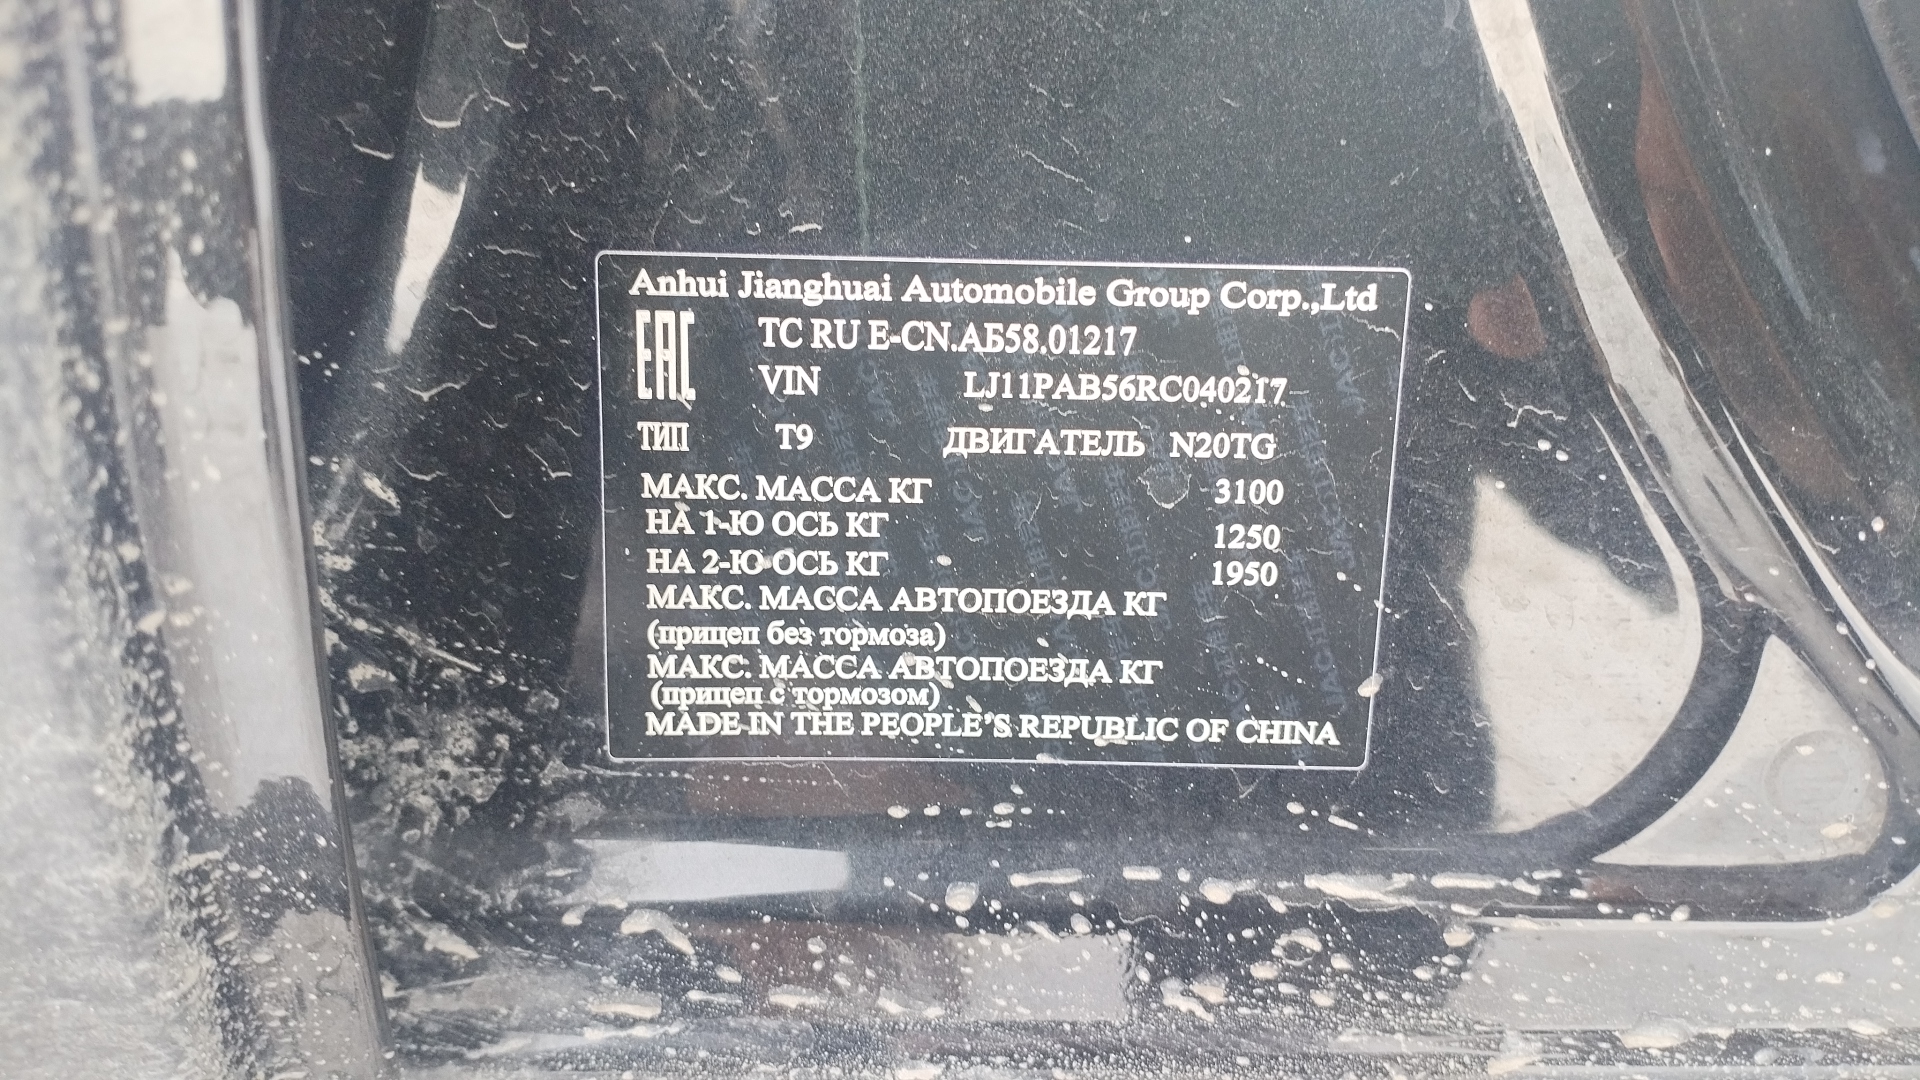 Anhui Jianghuai Automobile Group Corp.,Ltd
EAC TC RU E-CN.АБ58.01217
VIN LJ11PAB56RC040217
ТИП T9 ДВИГАТЕЛЬ N20TG
МАКС. МАССА КГ 3100
НА 1-Ю ОСЬ КГ 1250
НА 2-Ю ОСЬ КГ 1950
МАКС. МАССА АВТОПОЕЗДА КГ
(прицеп без тормоза)
МАКС. МАССА АВТОПОЕЗДА КГ
(прицеп с тормозом)
MADE IN THE PEOPLE'S REPUBLIC OF CHINA